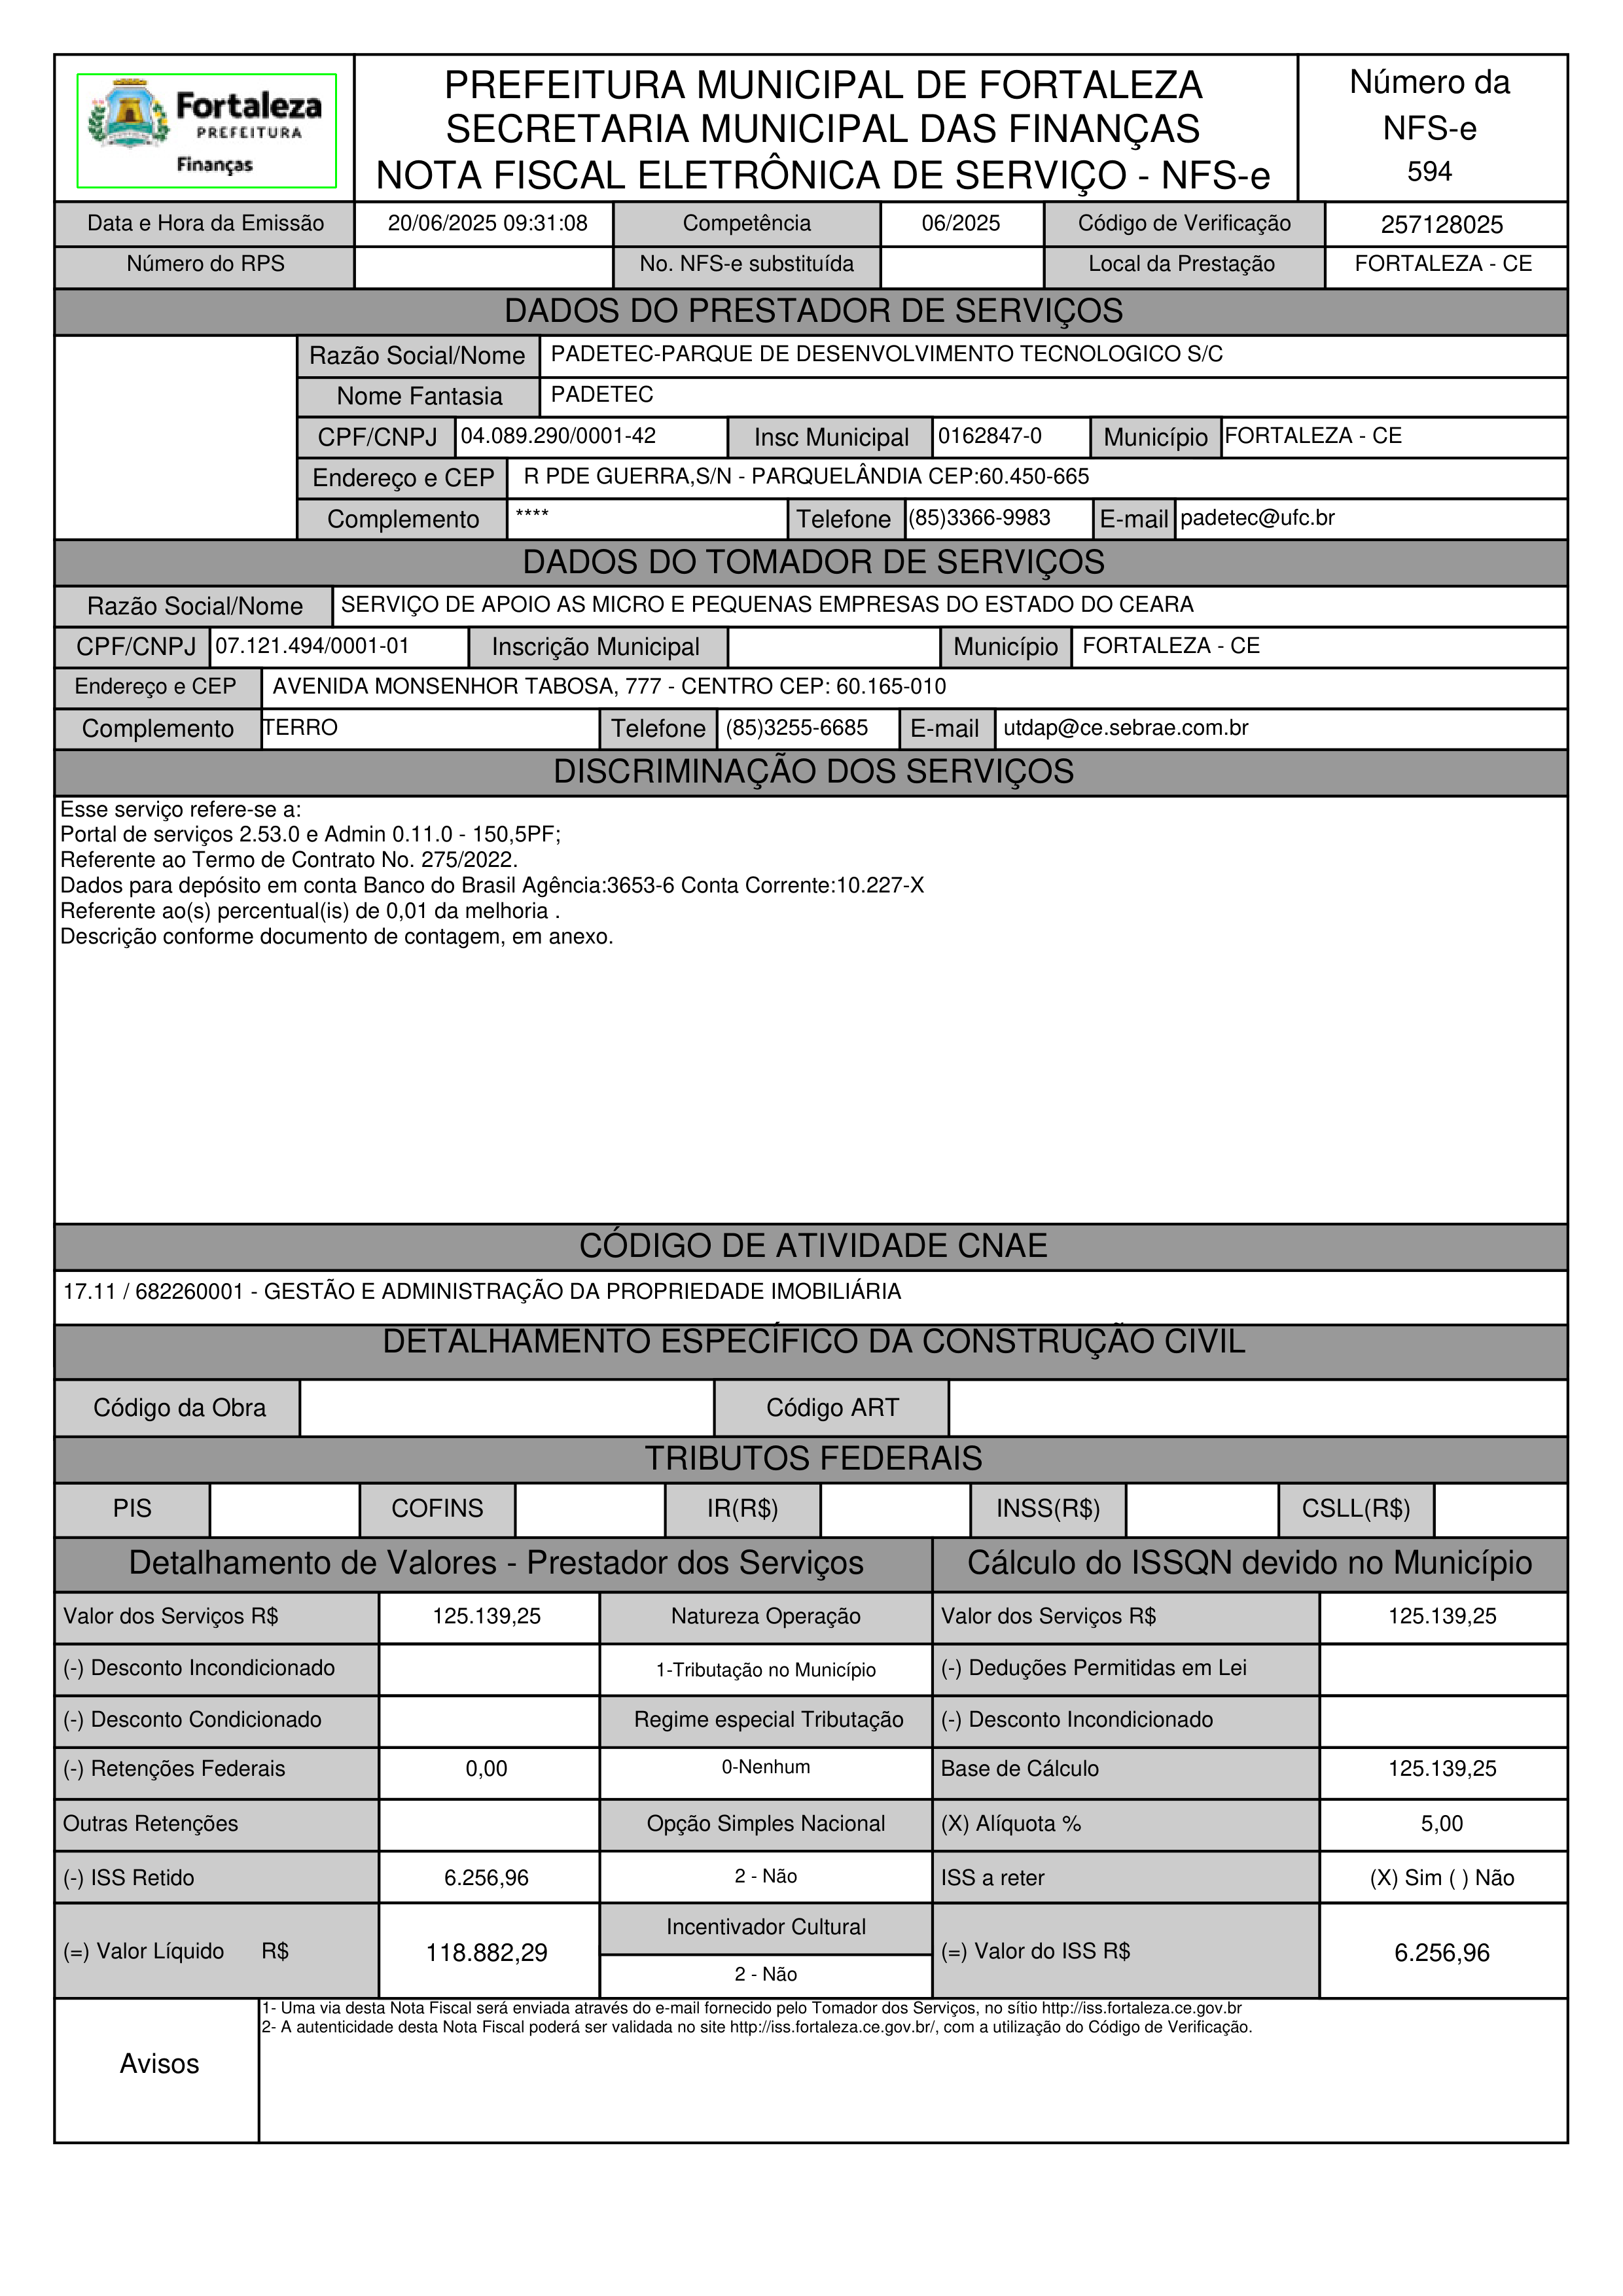 Fortaleza
PREFEITURA
Finanças
PREFEITURA MUNICIPAL DE FORTALEZA
SECRETARIA MUNICIPAL DAS FINANÇAS
NOTA FISCAL ELETRÔNICA DE SERVIÇO - NFS-e
Número da
NFS-e
594
Data e Hora da Emissão 20/06/2025 09:31:08 Competência 06/2025 Código de Verificação 257128025
Número do RPS No. NFS-e substituída Local da Prestação FORTALEZA - CE
DADOS DO PRESTADOR DE SERVIÇOS
Razão Social/Nome PADETEC-PARQUE DE DESENVOLVIMENTO TECNOLOGICO S/C
Nome Fantasia PADETEC
CPF/CNPJ 04.089.290/0001-42 Insc Municipal 0162847-0 Município FORTALEZA - CE
Endereço e CEP R PDE GUERRA,S/N - PARQUELÂNDIA CEP:60.450-665
Complemento **** Telefone (85)3366-9983 E-mail padetec@ufc.br
DADOS DO TOMADOR DE SERVIÇOS
Razão Social/Nome SERVIÇO DE APOIO AS MICRO E PEQUENAS EMPRESAS DO ESTADO DO CEARA
CPF/CNPJ 07.121.494/0001-01 Inscrição Municipal Município FORTALEZA - CE
Endereço e CEP AVENIDA MONSENHOR TABOSA, 777 - CENTRO CEP: 60.165-010
Complemento TERRO Telefone (85)3255-6685 E-mail utdap@ce.sebrae.com.br
DISCRIMINAÇÃO DOS SERVIÇOS
Esse serviço refere-se a:
Portal de serviços 2.53.0 e Admin 0.11.0 - 150,5PF;
Referente ao Termo de Contrato No. 275/2022.
Dados para depósito em conta Banco do Brasil Agência:3653-6 Conta Corrente:10.227-X
Referente ao(s) percentual(is) de 0,01 da melhoria .
Descrição conforme documento de contagem, em anexo.
CÓDIGO DE ATIVIDADE CNAE
17.11 / 682260001 - GESTÃO E ADMINISTRAÇÃO DA PROPRIEDADE IMOBILIÁRIA
DETALHAMENTO ESPECÍFICO DA CONSTRUÇÃO CIVIL
Código da Obra Código ART
TRIBUTOS FEDERAIS
PIS COFINS IR(R$) INSS(R$) CSLL(R$)
Detalhamento de Valores - Prestador dos Serviços Cálculo do ISSQN devido no Município
Valor dos Serviços R$ 125.139,25 Natureza Operação Valor dos Serviços R$ 125.139,25
(-) Desconto Incondicionado 1-Tributação no Município (-) Deduções Permitidas em Lei
(-) Desconto Condicionado Regime especial Tributação (-) Desconto Incondicionado
(-) Retenções Federais 0,00 0-Nenhum Base de Cálculo 125.139,25
Outras Retenções Opção Simples Nacional (X) Alíquota % 5,00
(-) ISS Retido 6.256,96 2 - Não ISS a reter (X) Sim ( ) Não
Incentivador Cultural
(=) Valor Líquido R$ 118.882,29 (=) Valor do ISS R$ 6.256,96
2 - Não
1- Uma via desta Nota Fiscal será enviada através do e-mail fornecido pelo Tomador dos Serviços, no sítio http://iss.fortaleza.ce.gov.br
2- A autenticidade desta Nota Fiscal poderá ser validada no site http://iss.fortaleza.ce.gov.br/, com a utilização do Código de Verificação.
Avisos